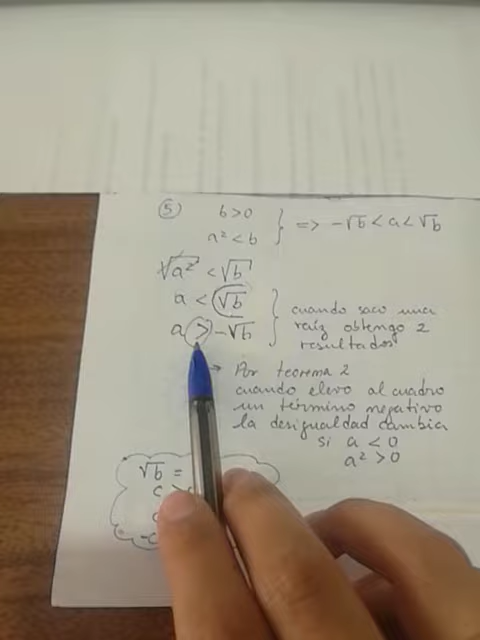 ⑤ b > 0
a² < b } => -√b < a < √b
√a² < √b
a < √b
a > -√b
} cuando saco una
raíz obtengo 2
resultados
→ Por teorema 2
cuando elevo al cuadro
un término negativo
la desigualdad cambia
si a < 0
a² > 0
√b =
c >